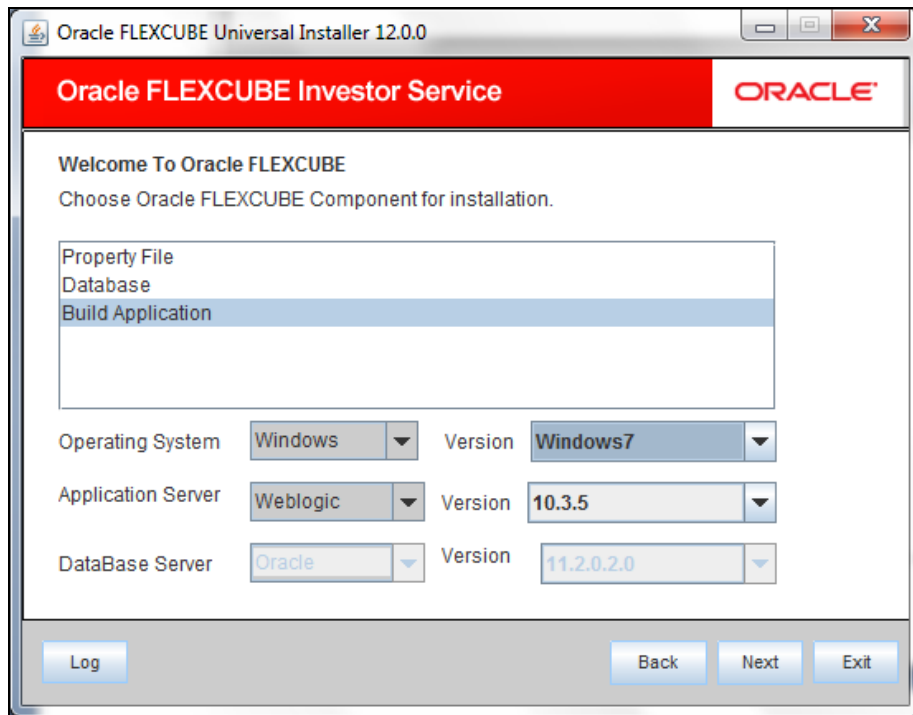 Oracle FLEXCUBE Universal Installer 12.0.0
Oracle FLEXCUBE Investor Service
ORACLE'
Welcome To Oracle FLEXCUBE
Choose Oracle FLEXCUBE Component for installation.
Property File
Database
Build Application
Operating System Windows Version Windows7
Application Server Weblogic Version 10.3.5
DataBase Server Oracle Version 11.2.0.2.0
Log Back Next Exit